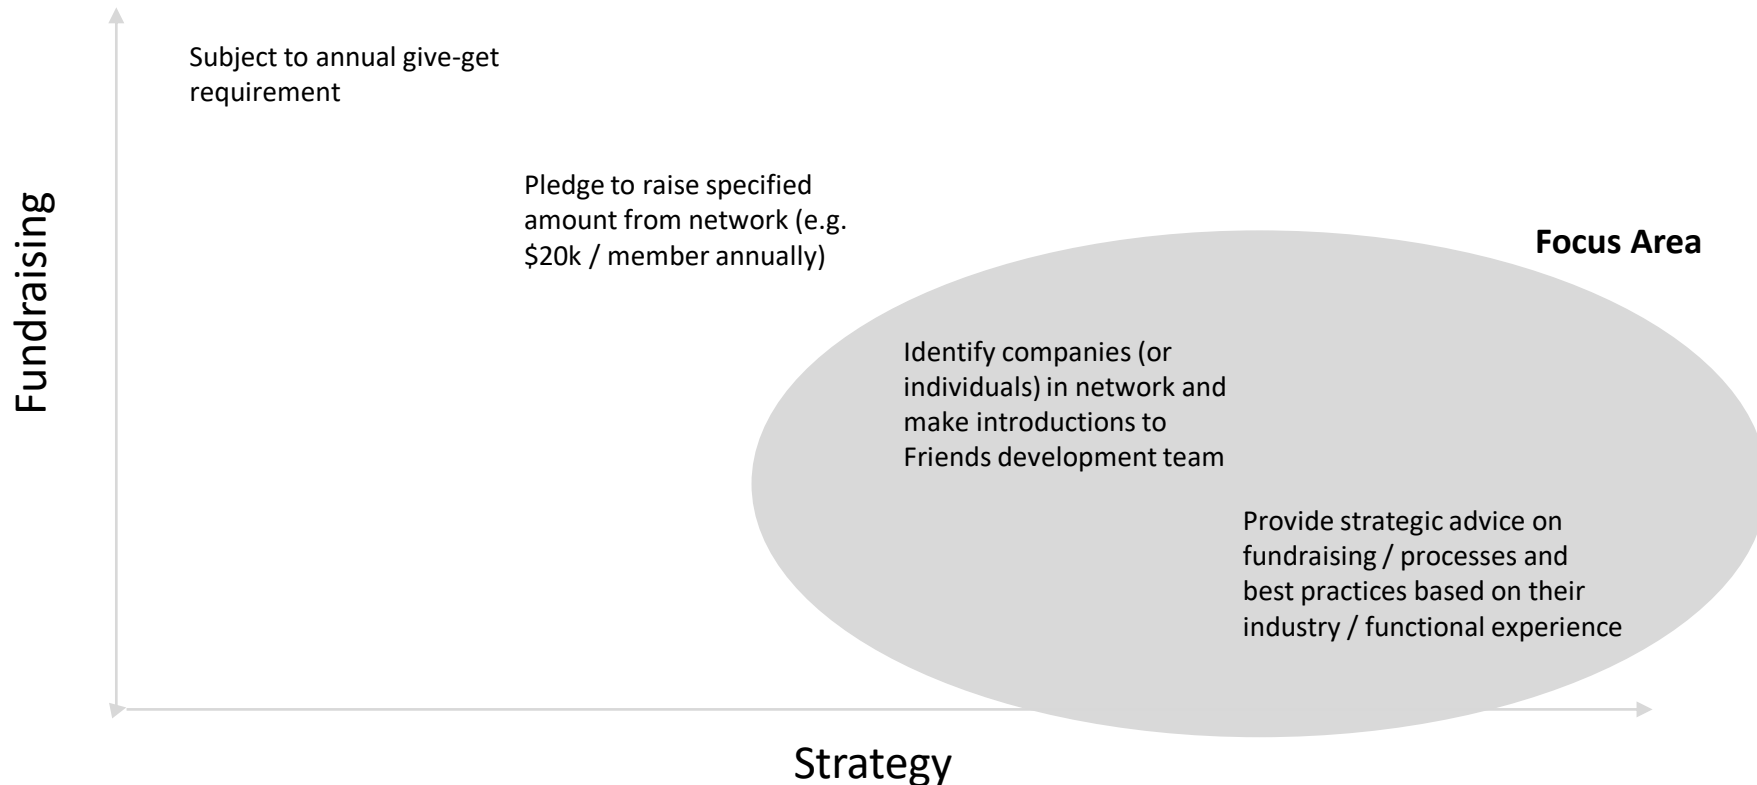 Subject to annual give-get
requirement
Pledge to raise specified
amount from network (e.g.
$20k / member annually)
Focus Area
Identify companies (or
individuals) in network and
make introductions to
Friends development team
Provide strategic advice on
fundraising / processes and
best practices based on their
industry / functional experience
Fundraising
Strategy